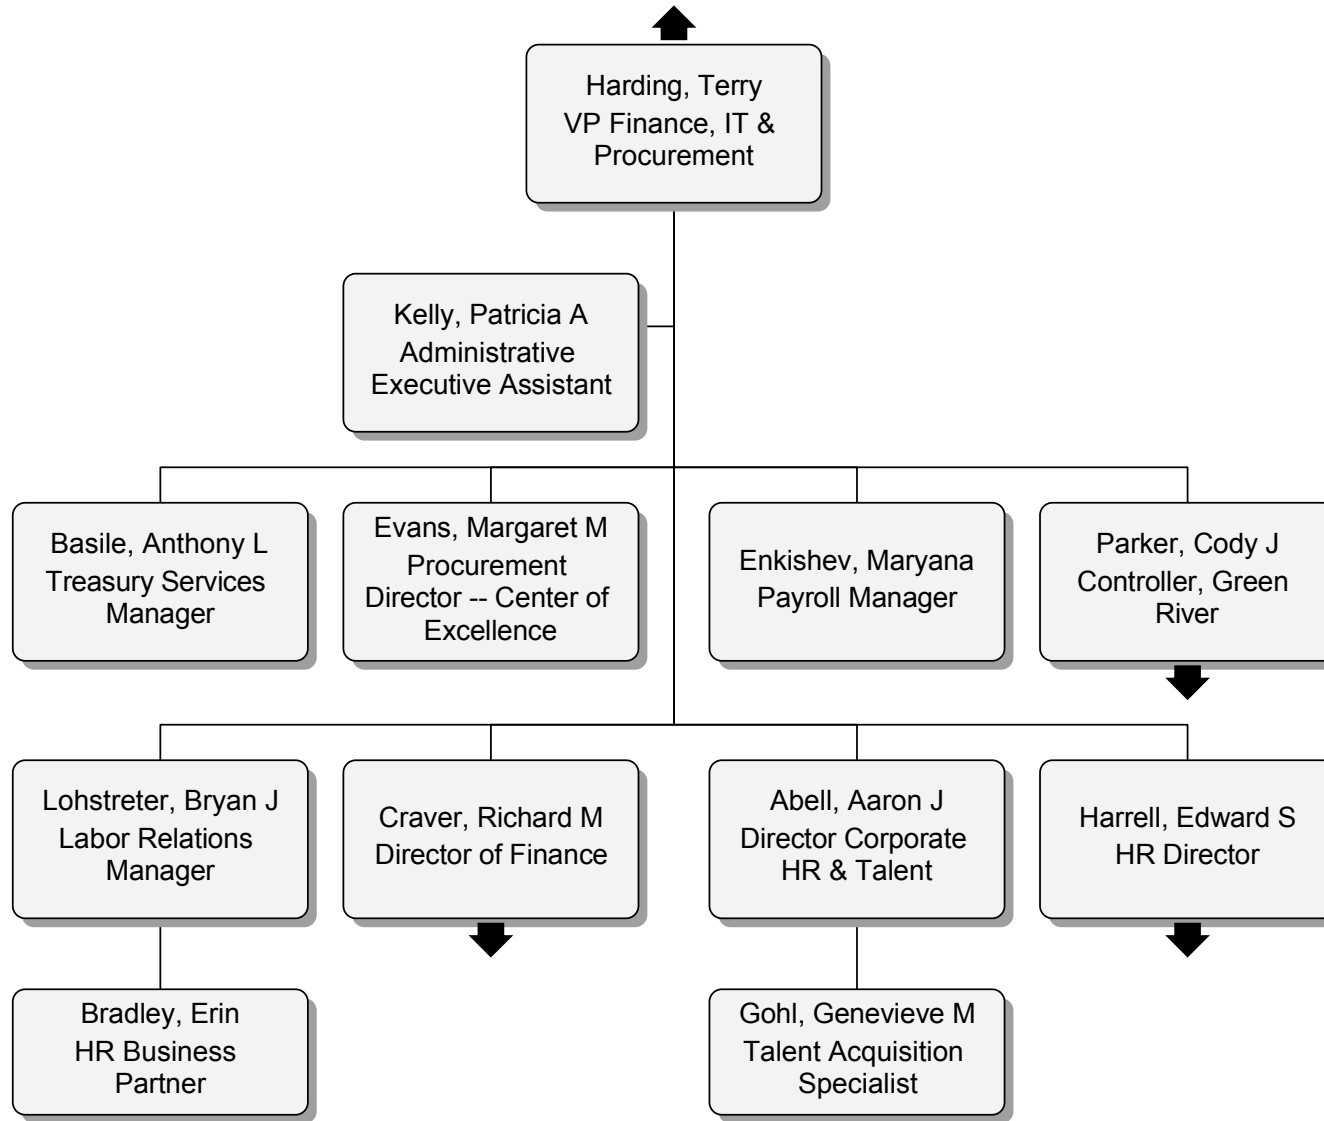 Harding, Terry
VP Finance, IT &
Procurement
Kelly, Patricia A
Administrative
Executive Assistant
Basile, Anthony L
Treasury Services
Manager
Evans, Margaret M
Procurement
Director -- Center of
Excellence
Enkishev, Maryana
Payroll Manager
Parker, Cody J
Controller, Green
River
Lohstreter, Bryan J
Labor Relations
Manager
Craver, Richard M
Director of Finance
Abell, Aaron J
Director Corporate
HR & Talent
Harrell, Edward S
HR Director
Bradley, Erin
HR Business
Partner
Gohl, Genevieve M
Talent Acquisition
Specialist